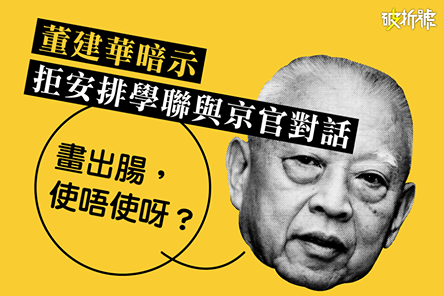 破折號
董建華暗示
拒安排學聯與京官對話
畫出腸，
使唔使呀？